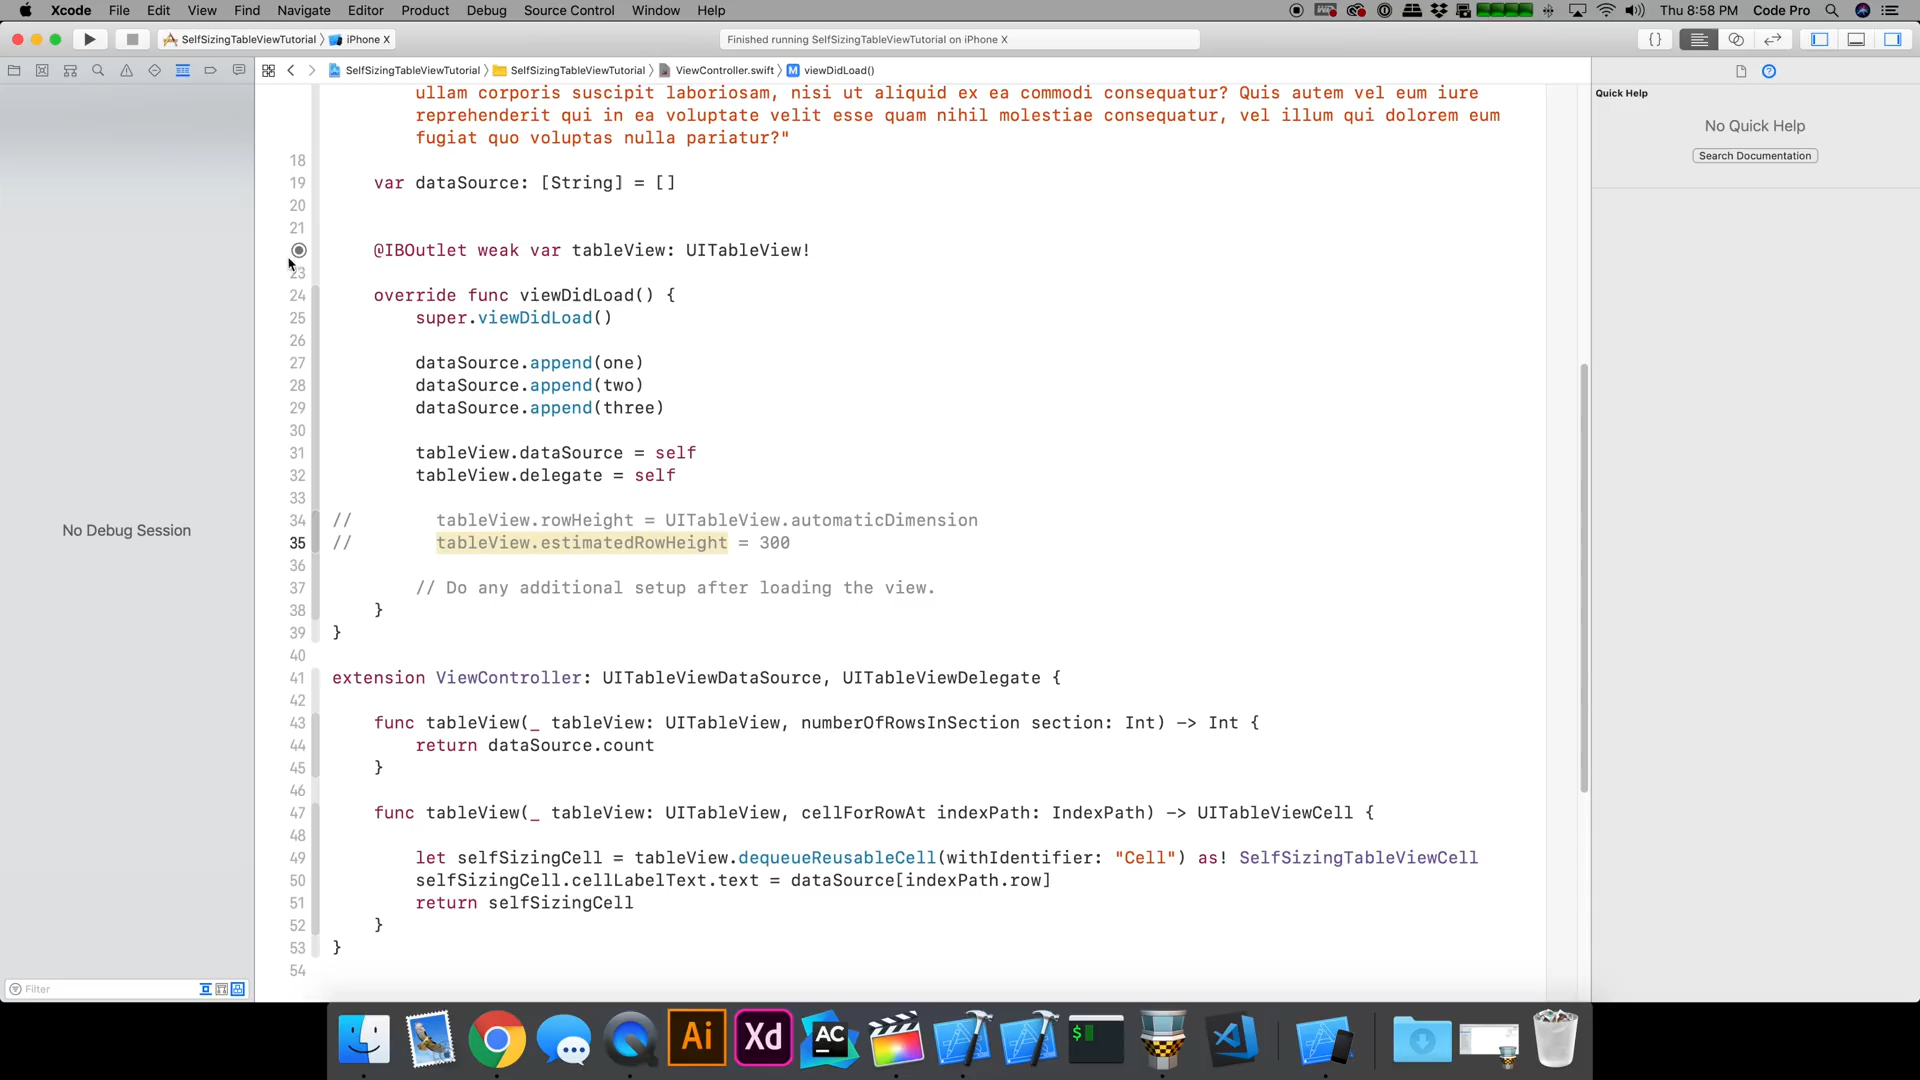 Xcode File Edit View Find Navigate Editor Product Debug Source Control Window Help Thu 8:58 PM Code Pro
SelfSizingTableViewTutorial iPhone X Finished running SelfSizingTableViewTutorial on iPhone X
SelfSizingTableViewTutorial SelfSizingTableViewTutorial ViewController.swift M viewDidLoad()
Quick Help
No Quick Help
Search Documentation
No Debug Session
Filter
ullam corporis suscipit laboriosam, nisi ut aliquid ex ea commodi consequatur? Quis autem vel eum iure
reprehenderit qui in ea voluptate velit esse quam nihil molestiae consequatur, vel illum qui dolorem eum
fugiat quo voluptas nulla pariatur?"
18
19 var dataSource: [String] = []
20
21
@IBOutlet weak var tableView: UITableView!
23
24 override func viewDidLoad() {
25 super.viewDidLoad()
26
27 dataSource.append(one)
28 dataSource.append(two)
29 dataSource.append(three)
30
31 tableView.dataSource = self
32 tableView.delegate = self
33
34 // tableView.rowHeight = UITableView.automaticDimension
35 // tableView.estimatedRowHeight = 300
36
37 // Do any additional setup after loading the view.
38 }
39 }
40
41 extension ViewController: UITableViewDataSource, UITableViewDelegate {
42
43 func tableView(_ tableView: UITableView, numberOfRowsInSection section: Int) -> Int {
44 return dataSource.count
45 }
46
47 func tableView(_ tableView: UITableView, cellForRowAt indexPath: IndexPath) -> UITableViewCell {
48
49 let selfSizingCell = tableView.dequeueReusableCell(withIdentifier: "Cell") as! SelfSizingTableViewCell
50 selfSizingCell.cellLabelText.text = dataSource[indexPath.row]
51 return selfSizingCell
52 }
53 }
54
Ai Xd AC $